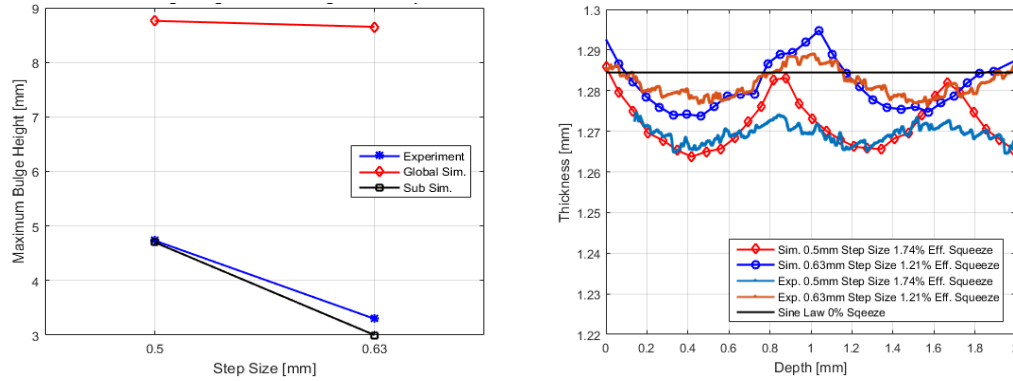 9
8
7
6
5
4
3
0.5
0.63
Maximum Bulge Height [mm]
Step Size [mm]
Experiment
Global Sim.
Sub Sim.
1.3
1.29
1.28
1.27
1.26
1.25
1.24
1.23
1.22
0
0.2
0.4
0.6
0.8
1
1.2
1.4
1.6
1.8
Thickness [mm]
Depth [mm]
Sim. 0.5mm Step Size 1.74% Eff. Squeeze
Sim. 0.63mm Step Size 1.21% Eff. Squeeze
Exp. 0.5mm Step Size 1.74% Eff. Squeeze
Exp. 0.63mm Step Size 1.21% Eff. Squeeze
Sine Law 0% Sqeeze